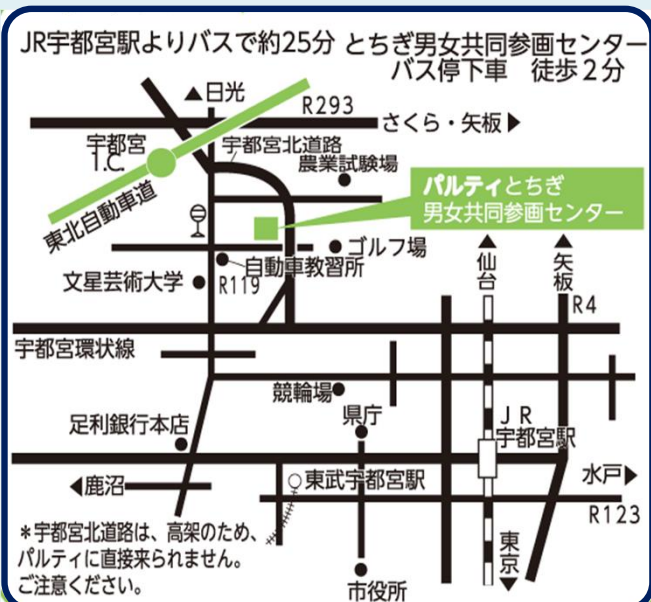 JR宇都宮駅よりバスで約25分 とちぎ男女共同参画センター
バス停下車 徒歩２分
▲日光
R293
さくら・矢板▶
宇都宮
I.C.
宇都宮北道路
農業試験場
東北自動車道
パルティとちぎ
男女共同参画センター
ゴルフ場
自動車教習所
文星芸術大学
R119
▲
仙台
▲
矢板
R4
宇都宮環状線
競輪場
県庁
ＪＲ
宇都宮駅
足利銀行本店
◀鹿沼
東武宇都宮駅
水戸▶
R123
＊宇都宮北道路は、高架のため、
パルティに直接来られません。
ご注意ください。
東京
▼
市役所